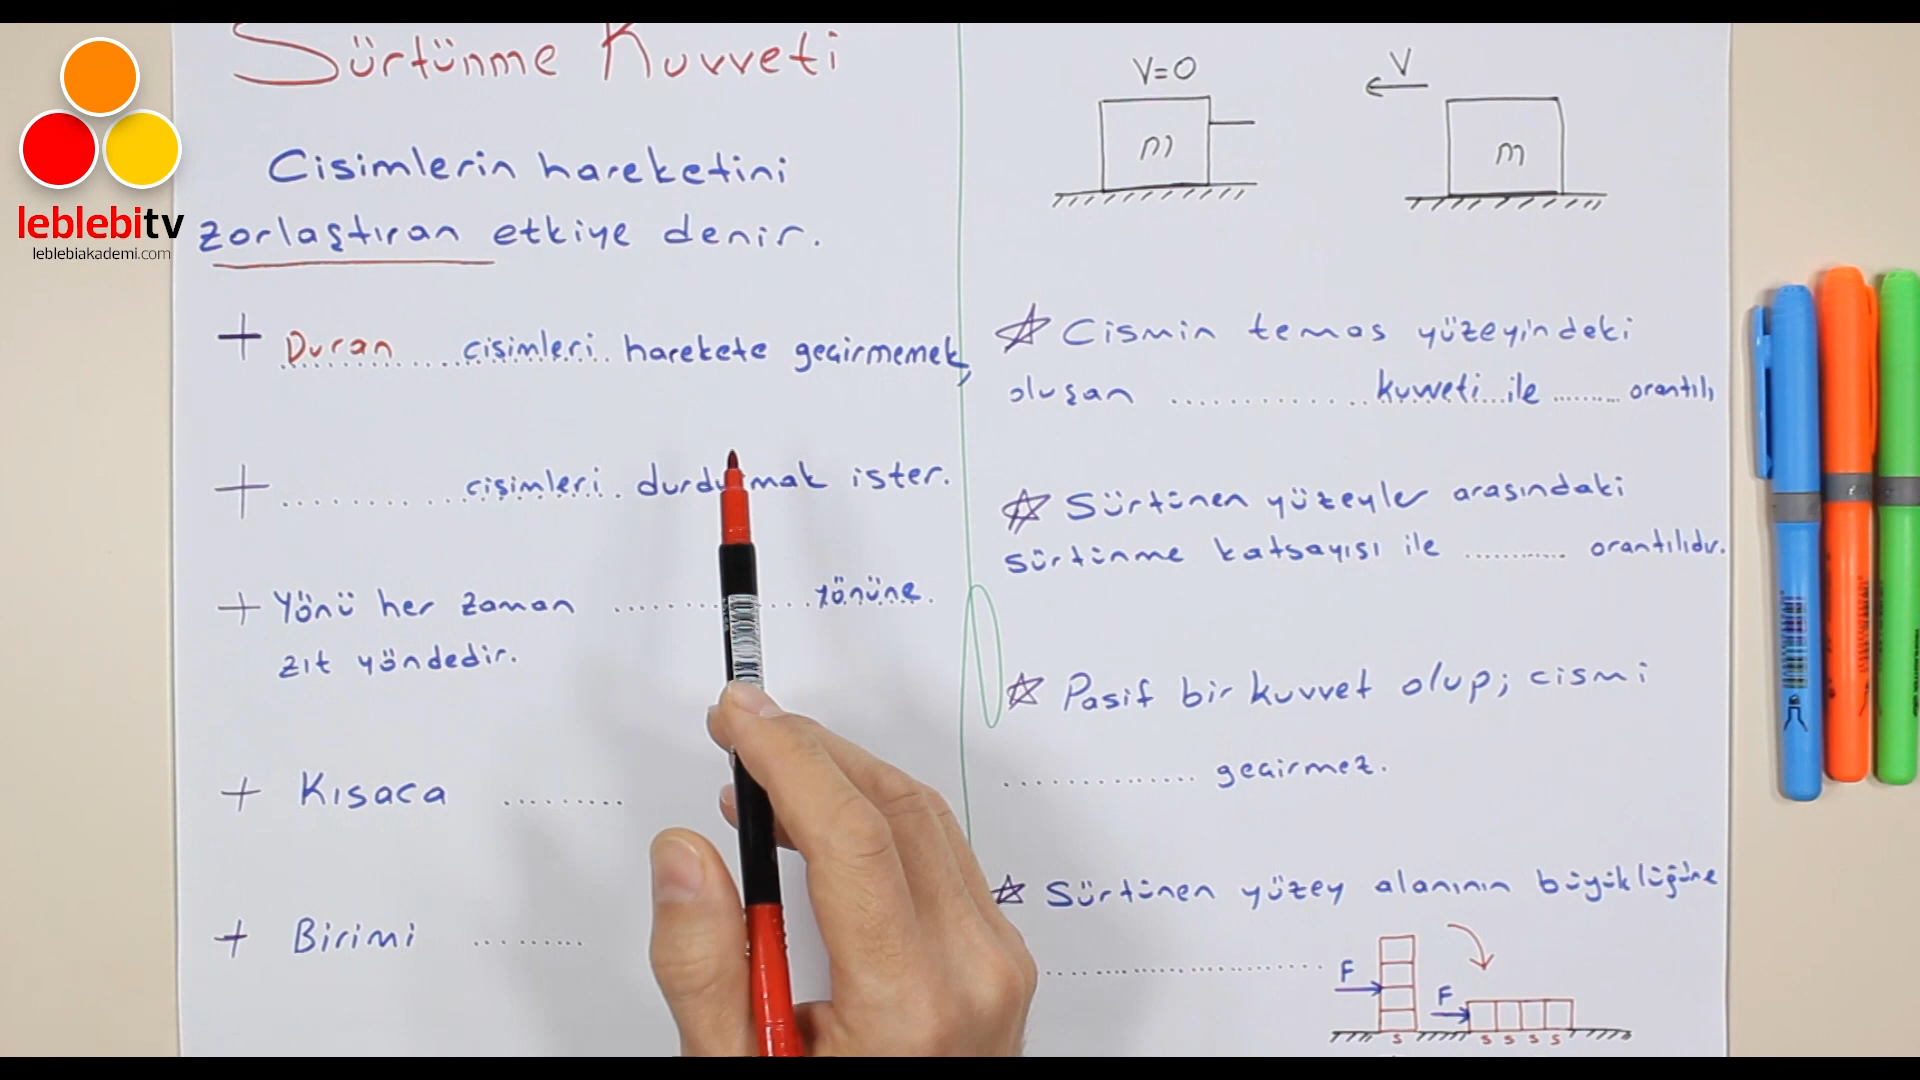 Sürtünme Kuvveti
leblebitv
leblebiakademi.com
Cisimlerin hareketini
zorlaştıran etkiye denir.
+ Duran .... cisimleri harekete geçirmemek,
+ .......... cisimleri durdurmak ister.
+ Yönü her zaman .......... yönüne
zıt yöndedir.
+ Kısaca .........
+ Birimi .........
V=0
m
V
m
☆ Cismin temas yüzeyindeki
oluşan ............ kuvveti ile ......... orantılı
☆ Sürtünen yüzeyler arasındaki
sürtünme katsayısı ile .......... orantılıdır.
☆ Pasif bir kuvvet olup; cismi
.............. geçirmez.
☆ Sürtünen yüzey alanının büyüklüğüne
..........................
F
F
S
S S S S